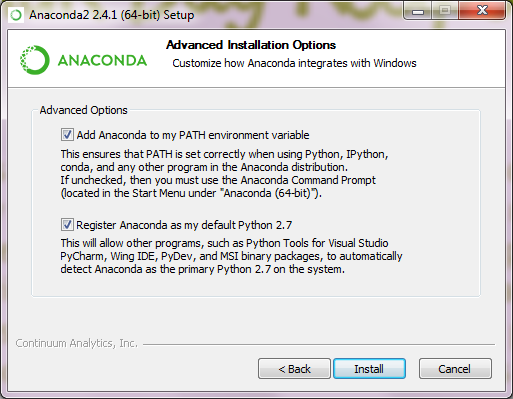 Anaconda2 2.4.1 (64-bit) Setup
ANACONDA
Advanced Installation Options
Customize how Anaconda integrates with Windows
Advanced Options
Add Anaconda to my PATH environment variable
This ensures that PATH is set correctly when using Python, IPython,
conda, and any other program in the Anaconda distribution.
If unchecked, then you must use the Anaconda Command Prompt
(located in the Start Menu under "Anaconda (64-bit)").
Register Anaconda as my default Python 2.7
This will allow other programs, such as Python Tools for Visual Studio
PyCharm, Wing IDE, PyDev, and MSI binary packages, to automatically
detect Anaconda as the primary Python 2.7 on the system.
Continuum Analytics, Inc.
< Back
Install
Cancel